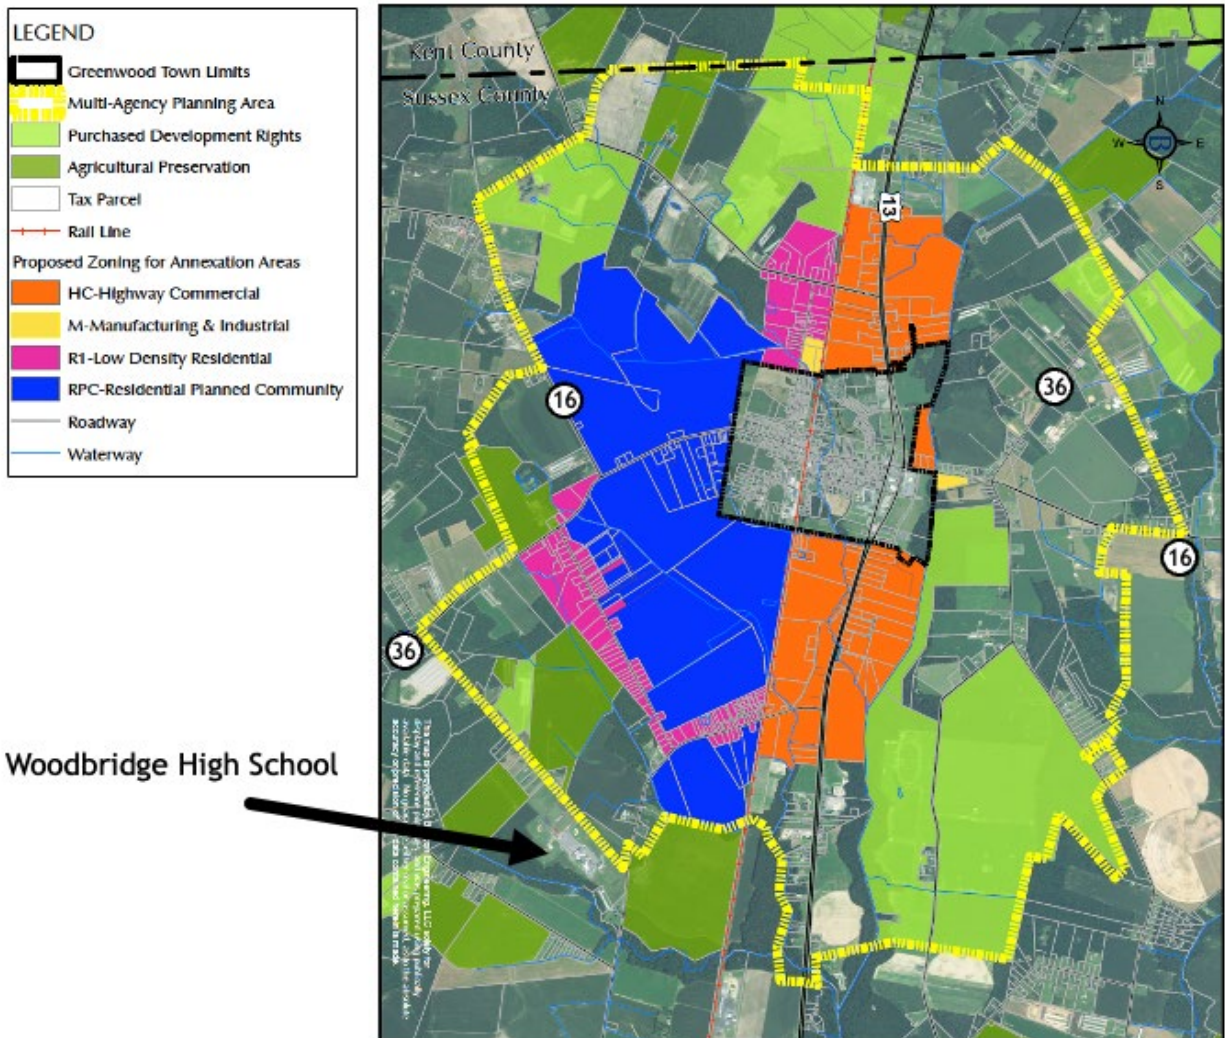 LEGEND
Greenwood Town Limits
Multi-Agency Planning Area
Purchased Development Rights
Agricultural Preservation
Tax Parcel
Rail Line
Proposed Zoning for Annexation Areas
HC-Highway Commercial
M-Manufacturing & Industrial
R1-Low Density Residential
RPC-Residential Planned Community
Roadway
Waterway
Kent County
Sussex County
N
W
E
B
S
13
16
36
16
36
Woodbridge High School